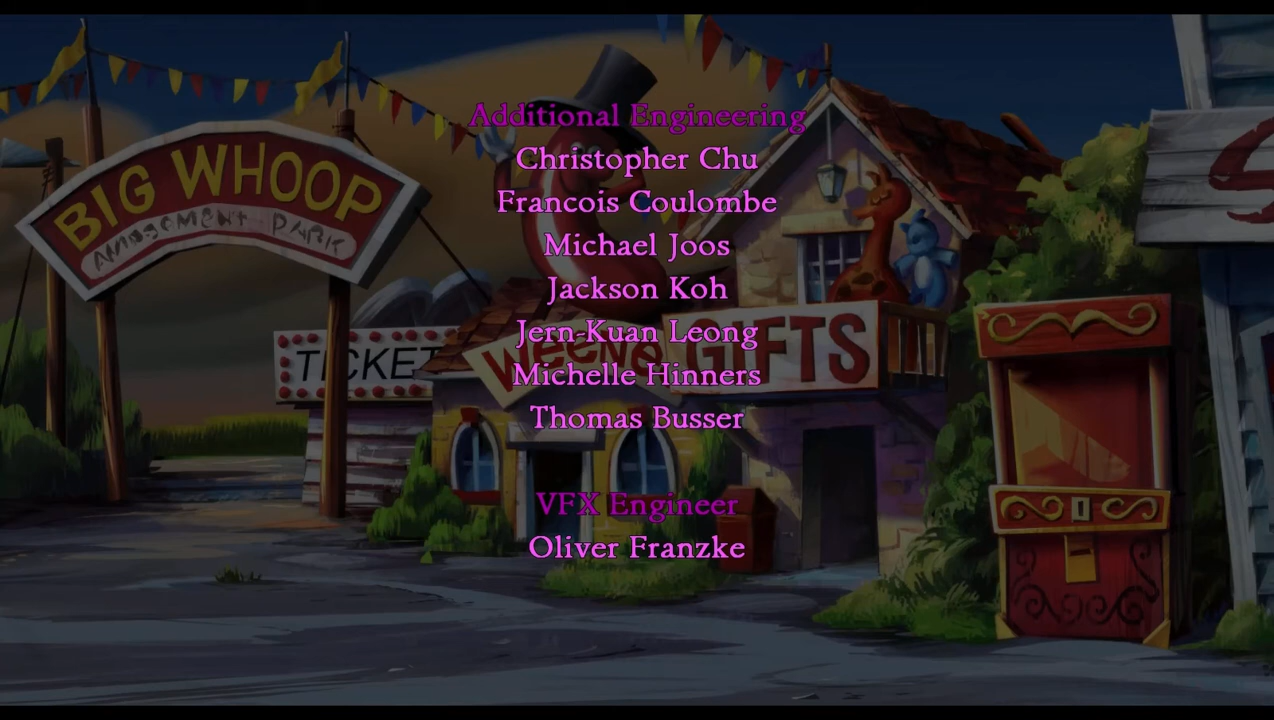 Additional Engineering
Christopher Chu
Francois Coulombe
Michael Joos
Jackson Koh
Jern-Kuan Leong
Michelle Hinners
Thomas Busser
VFX Engineer
Oliver Franzke
BIG WHOOP
AMUSEMENT PARK
TICKET
WEENE
GIFTS